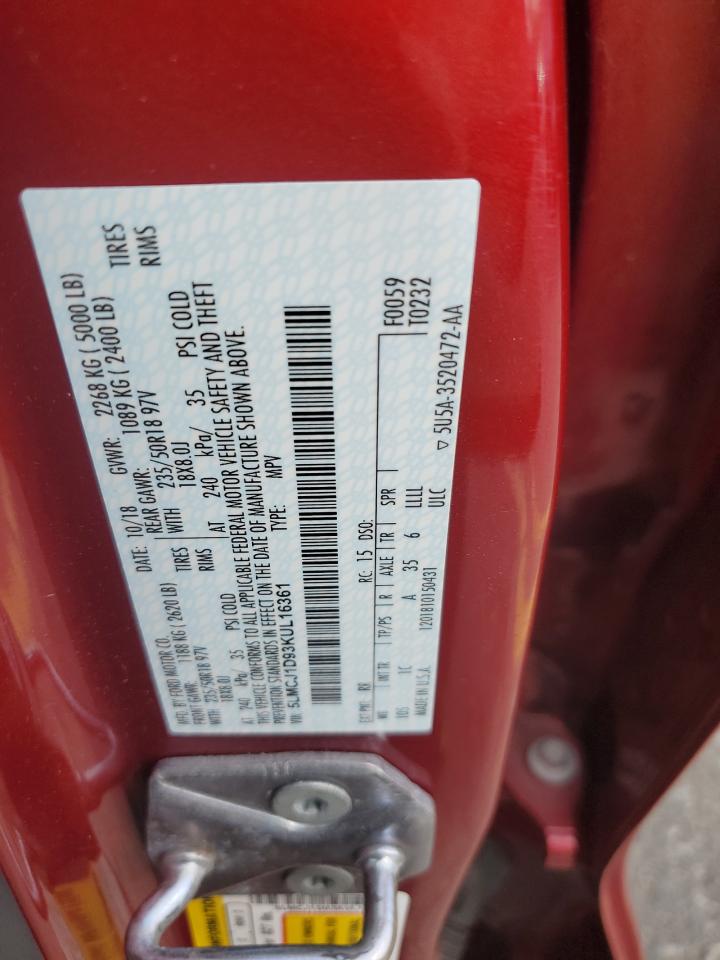 MFD. BY FORD MOTOR CO.
DATE: 10/18 GVWR: 2268 KG ( 5000 LB)
FRONT GAWR: 1188 KG (2620 LB) REAR GAWR: 1089 KG ( 2400 LB)
WITH 235/50R18 97V TIRES WITH 235/50R18 97V TIRES
18X8.0J RIMS 18X8.0J RIMS
AT 240 kPa/ 35 PSI COLD AT 240 kPa/ 35 PSI COLD
THIS VEHICLE CONFORMS TO ALL APPLICABLE FEDERAL MOTOR VEHICLE SAFETY AND THEFT
PREVENTION STANDARDS IN EFFECT ON THE DATE OF MANUFACTURE SHOWN ABOVE.
VIN: 5LMCJ1D93KUL16361 TYPE: MPV
F0059
T0232
EXT PNT: RR RC: 15 DSO:
WB INT TR TP/PS R AXLE TR SPR
105 1C A 35 6 LLLL
MADE IN U.S.A. 1201810150431 ULC
▽ 5U5A-3520472-AA
INFORMATION